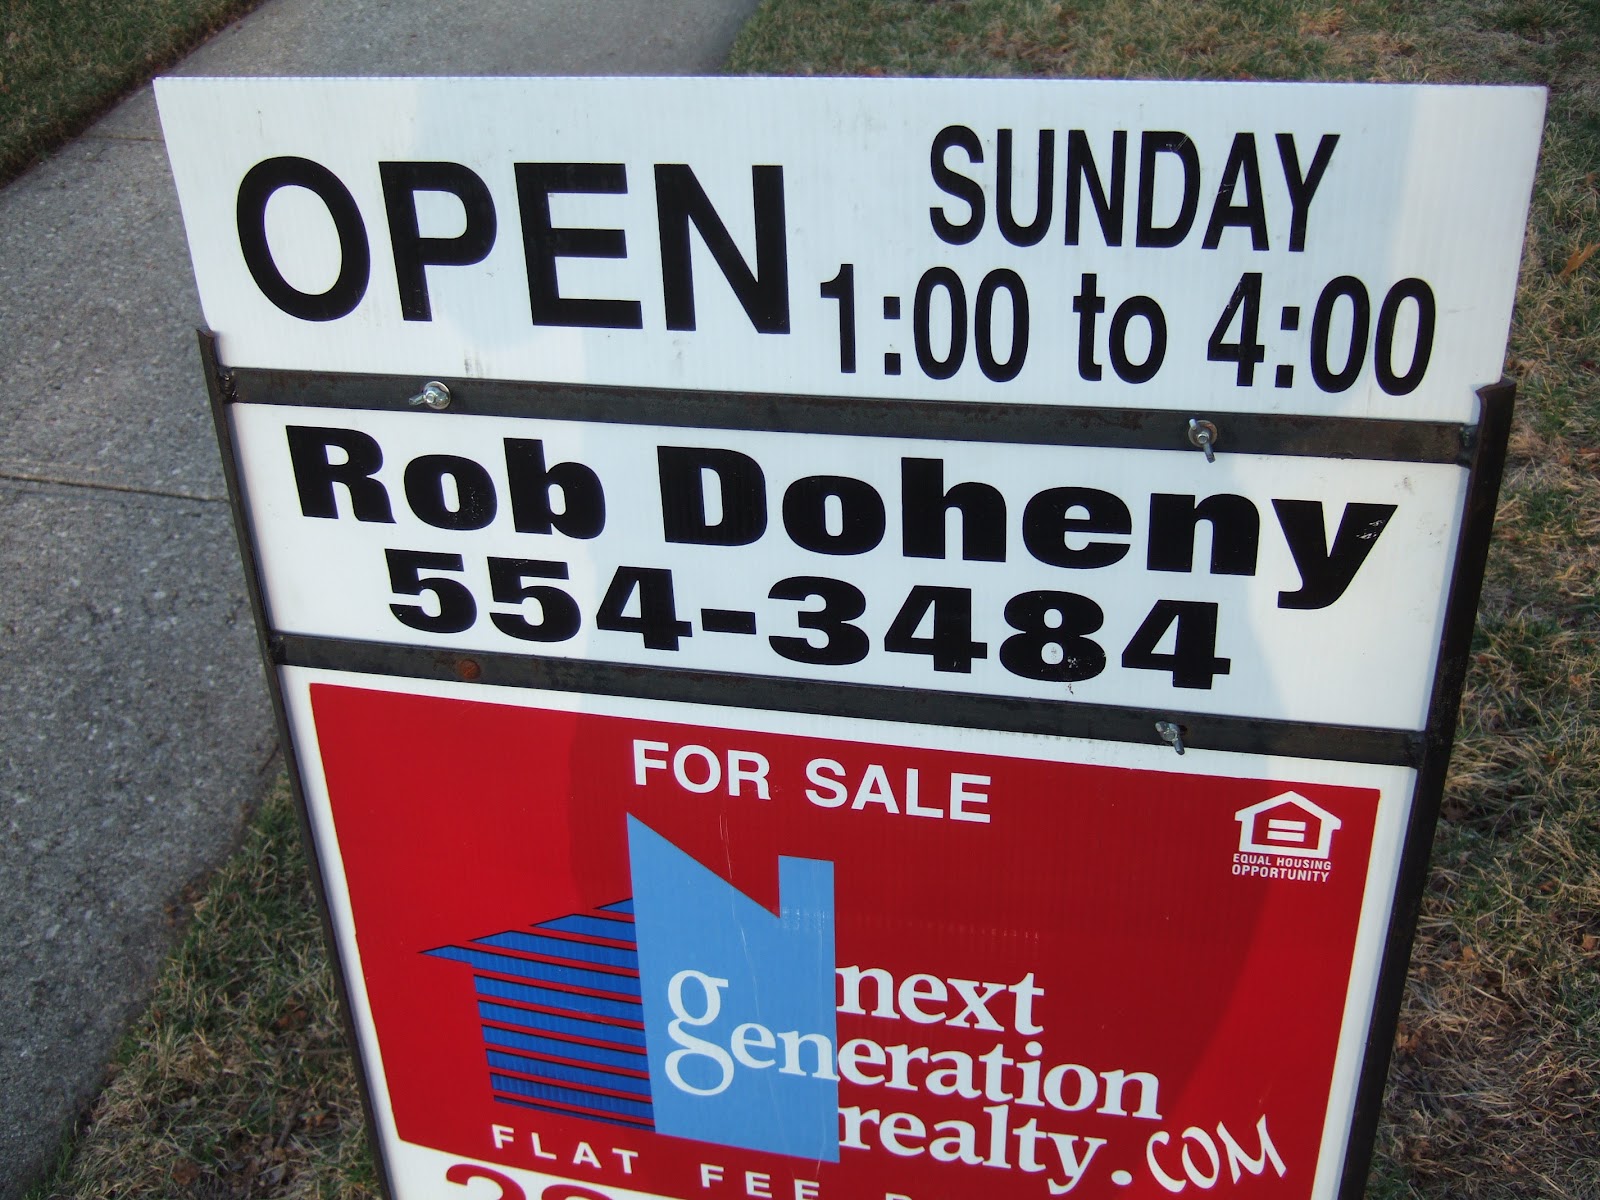 OPEN
SUNDAY
1:00 to 4:00
Rob Doheny
554-3484
FOR SALE
EQUAL HOUSING
OPPORTUNITY
next
generation
realty.com
FLAT FEE